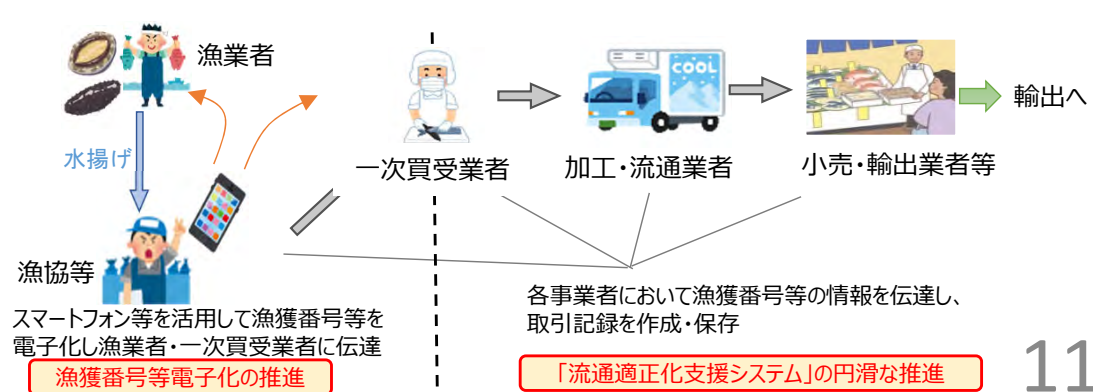 漁業者
水揚げ
漁協等
スマートフォン等を活用して漁獲番号等を
電子化し漁業者・一次買受業者に伝達
漁獲番号等電子化の推進
一次買受業者
COOL
加工・流通業者
小売・輸出業者等
輸出へ
各事業者において漁獲番号等の情報を伝達し、
取引記録を作成・保存
「流通適正化支援システム」の円滑な推進
11